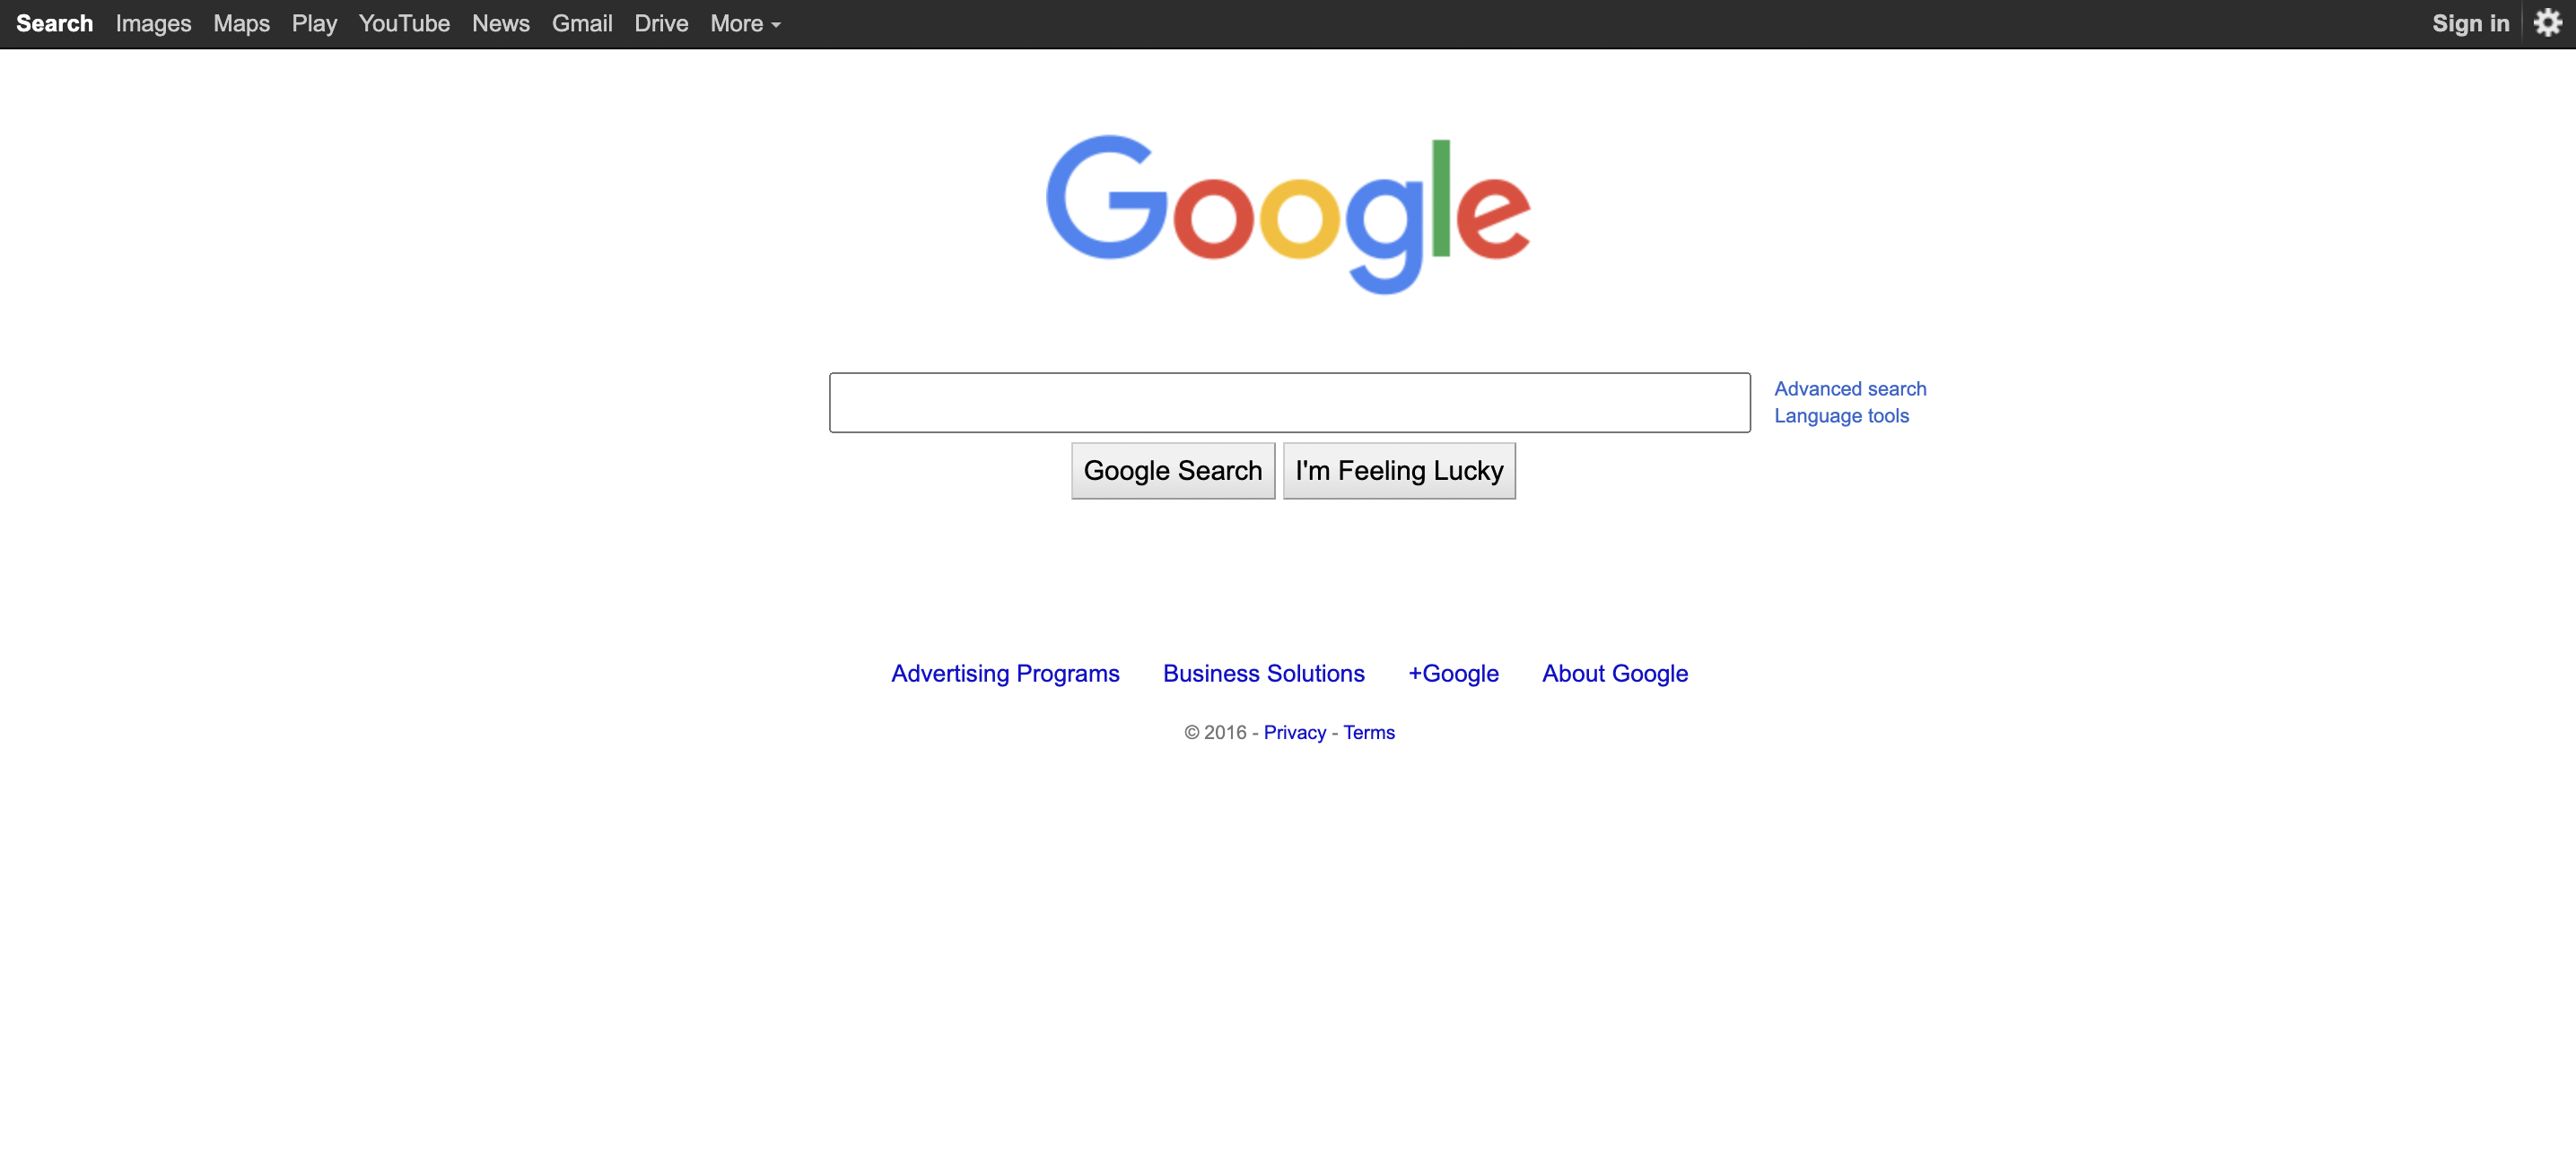 Search Images Maps Play YouTube News Gmail Drive More Sign in
Google
Advanced search
Language tools
Google Search I'm Feeling Lucky
Advertising Programs Business Solutions +Google About Google
© 2016 - Privacy - Terms